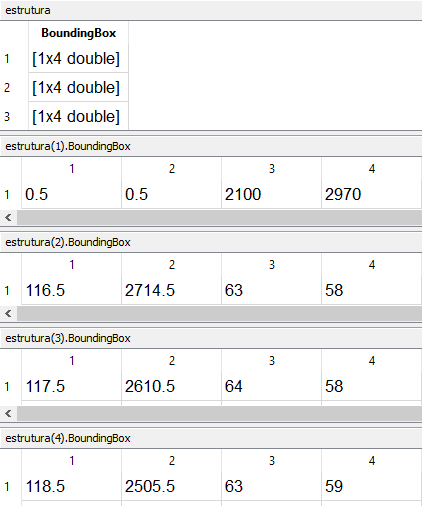 estrutura
BoundingBox
1 [1x4 double]
2 [1x4 double]
3 [1x4 double]
estrutura(1).BoundingBox
1 2 3 4
1 0.5 0.5 2100 2970
estrutura(2).BoundingBox
1 2 3 4
1 116.5 2714.5 63 58
estrutura(3).BoundingBox
1 2 3 4
1 117.5 2610.5 64 58
estrutura(4).BoundingBox
1 2 3 4
1 118.5 2505.5 63 59